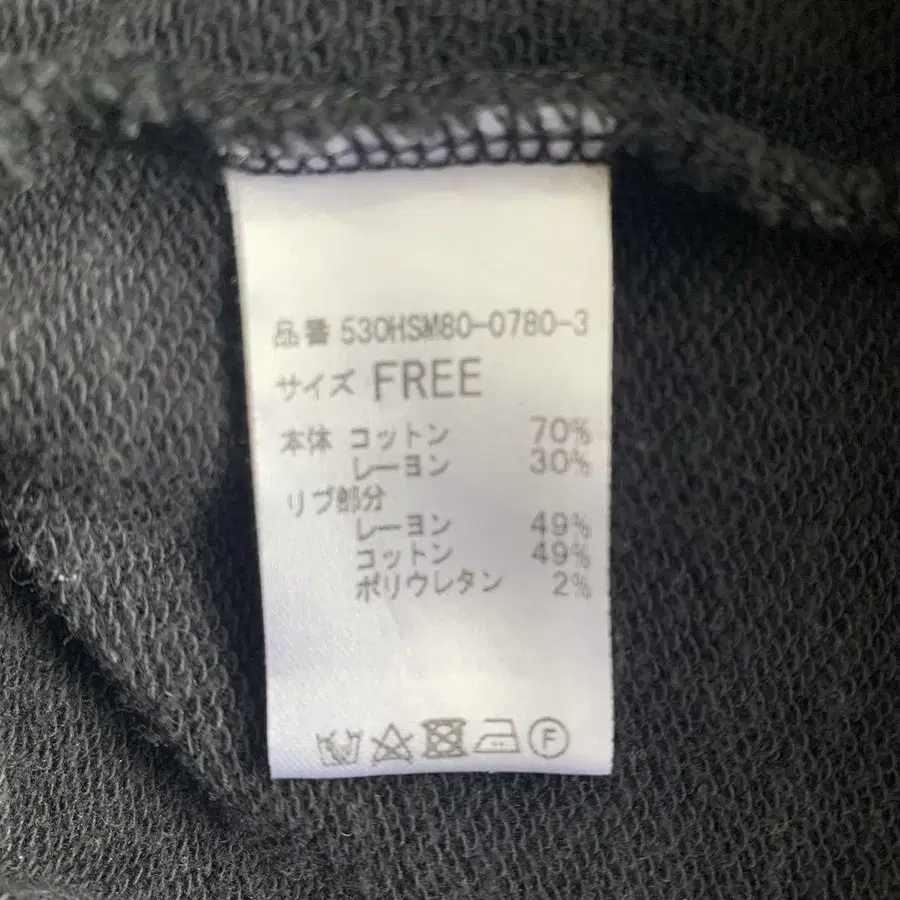 品番 530HSM80-0780-3
サイズ FREE
本体 コットン 70%
レーヨン 30%
リブ部分
レーヨン 49%
コットン 49%
ポリウレタン 2%
F